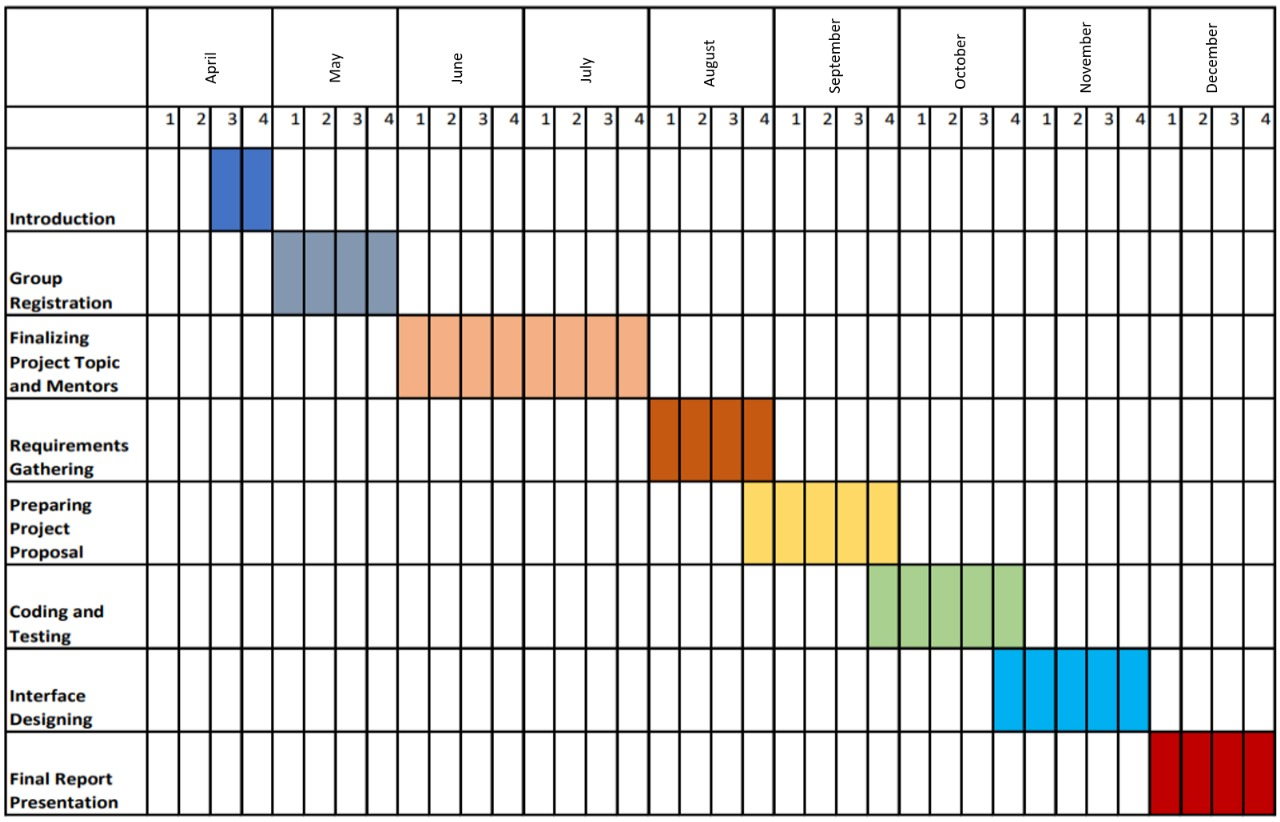 April May June July August September October November December
1 2 3 4 1 2 3 4 1 2 3 4 1 2 3 4 1 2 3 4 1 2 3 4 1 2 3 4 1 2 3 4 1 2 3 4
Introduction
Group
Registration
Finalizing
Project Topic
and Mentors
Requirements
Gathering
Preparing
Project
Proposal
Coding and
Testing
Interface
Designing
Final Report
Presentation